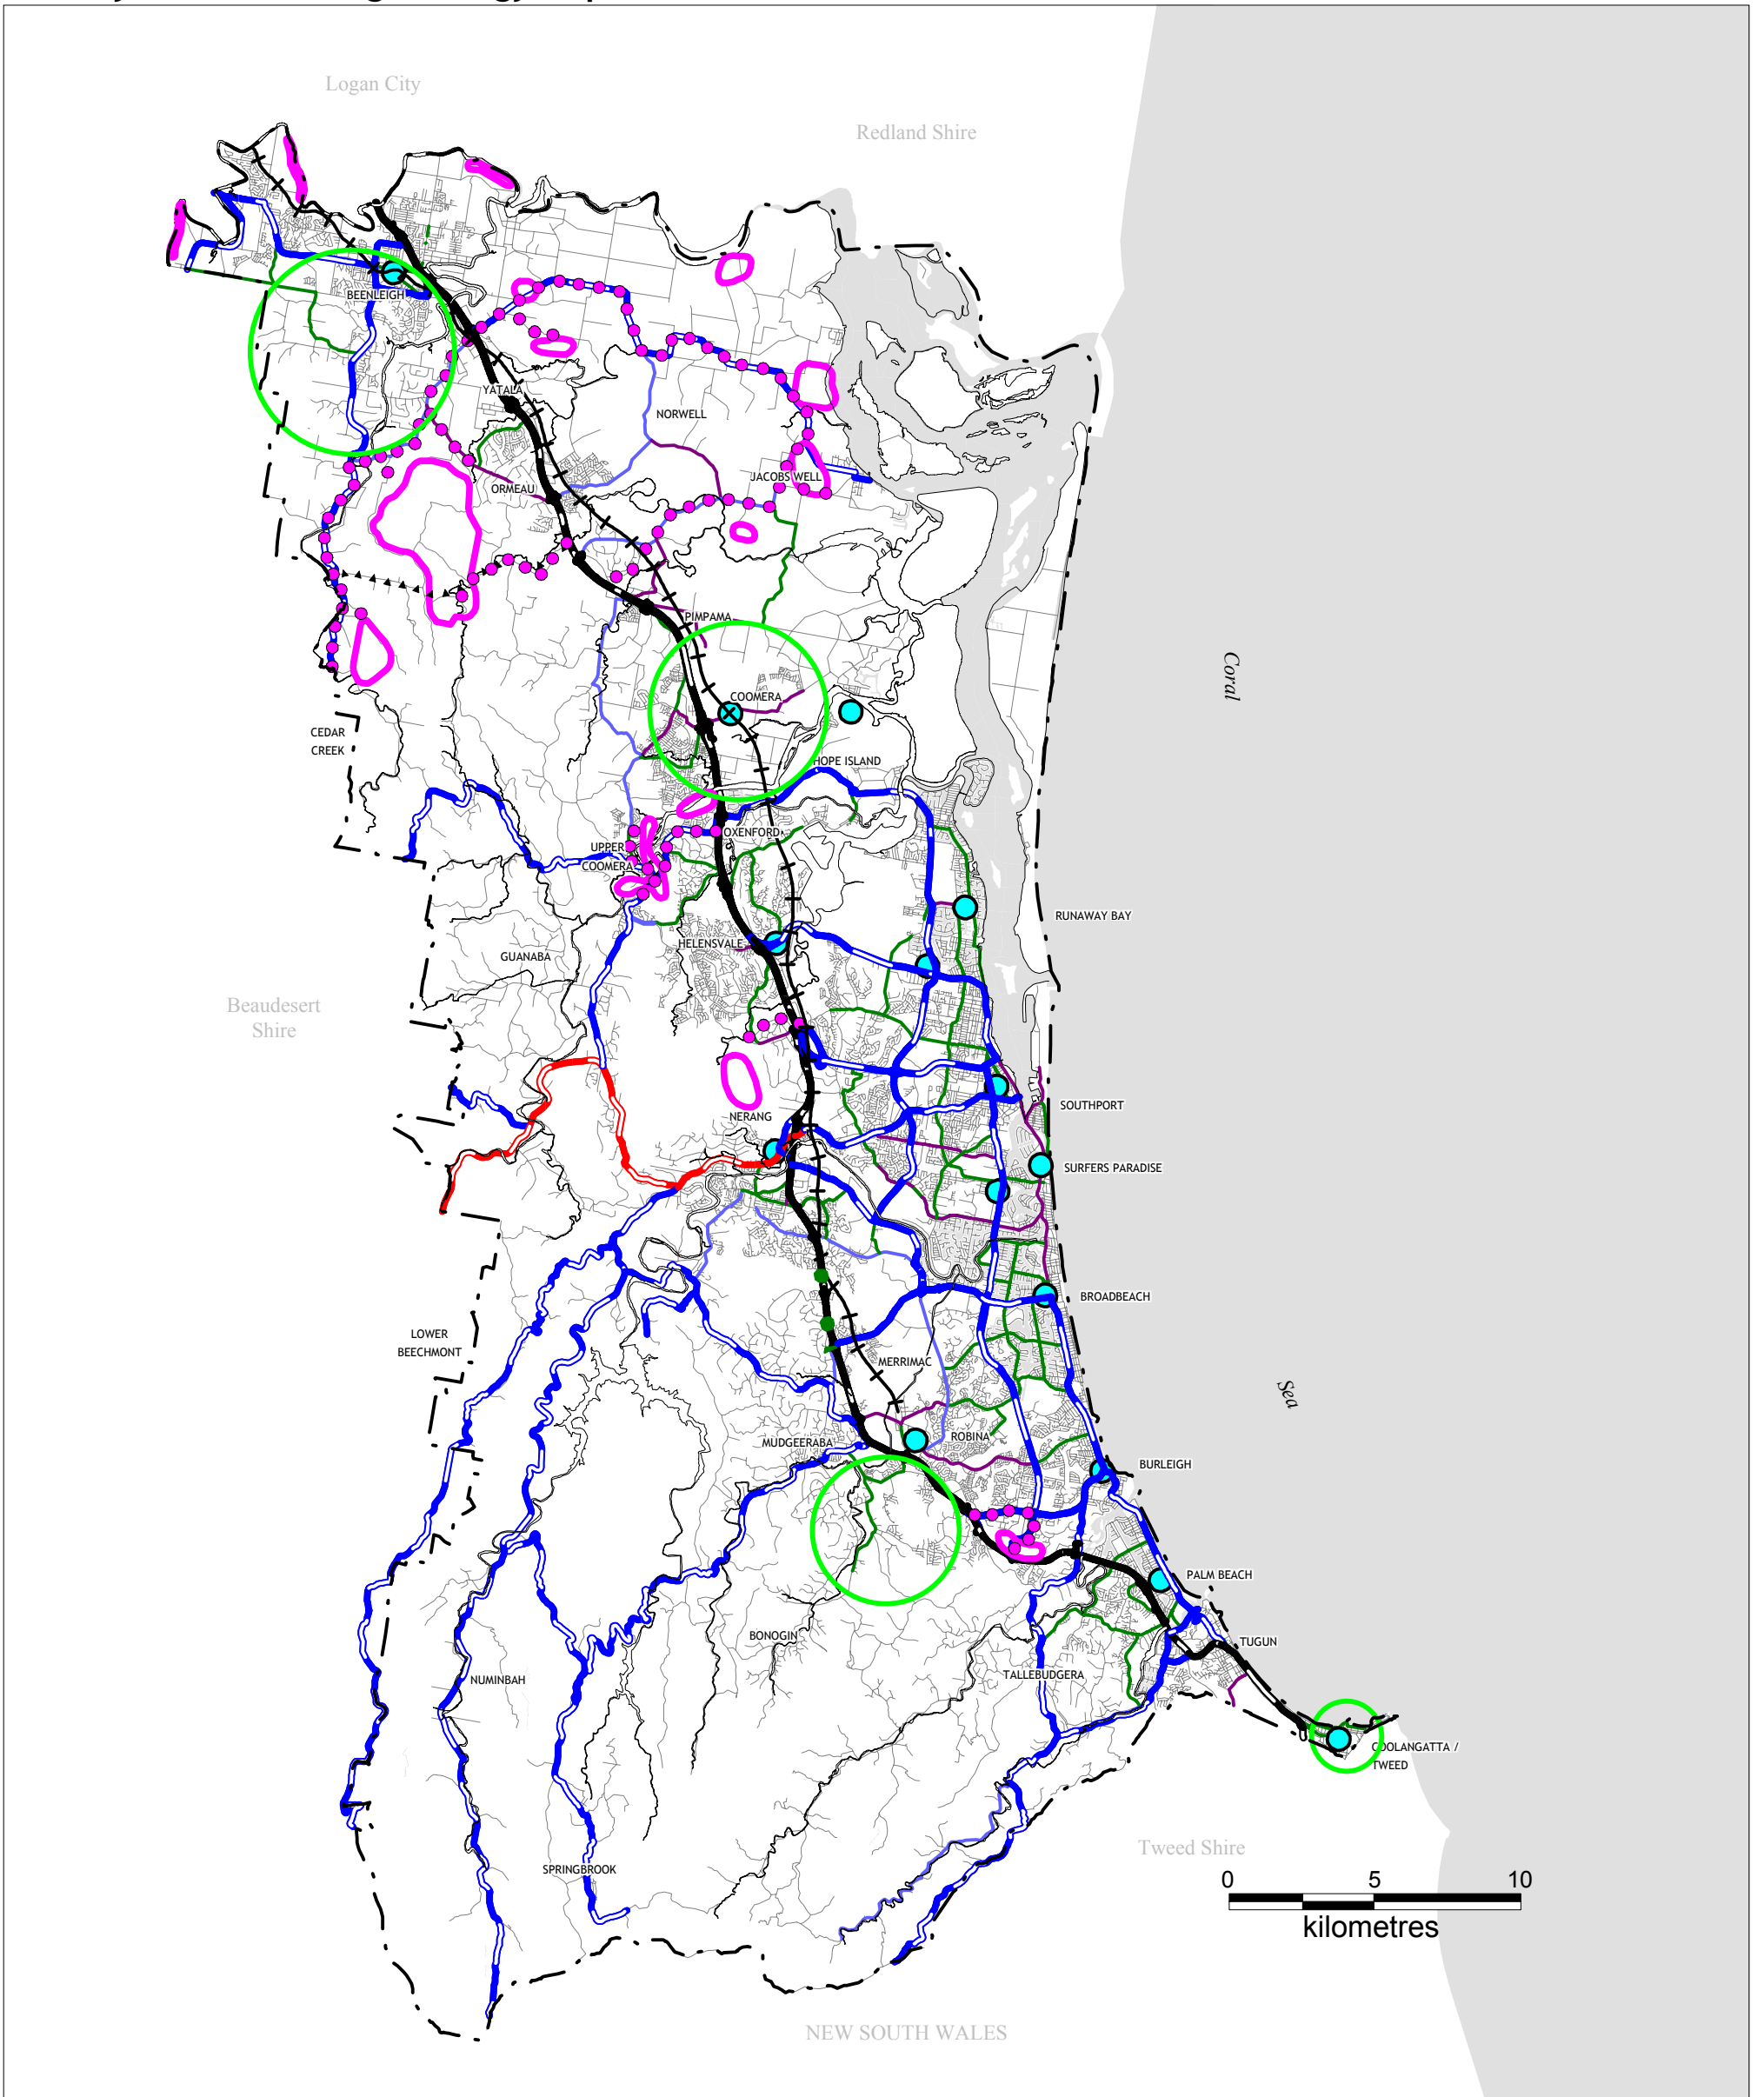 Logan City
Redland Shire
BEENLEIGH
YATALA
NORWELL
JACOBS WELL
ORMEAU
PIMPAMA
Coral
COOMERA
CEDAR
CREEK
HOPE ISLAND
OXENFORD
UPPER
COOMERA
RUNAWAY BAY
HELENSVALE
GUANABA
Beaudesert
Shire
SOUTHPORT
NERANG
SURFERS PARADISE
BROADBEACH
LOWER
BEECHMONT
MERRIMAC
Sea
MUDGEERABA
ROBINA
BURLEIGH
PALM BEACH
BONOGIN
TUGUN
TALLEBUDGERA
NUMINBAH
COOLANGATTA /
TWEED
Tweed Shire
SPRINGBROOK
0 5 10
kilometres
NEW SOUTH WALES